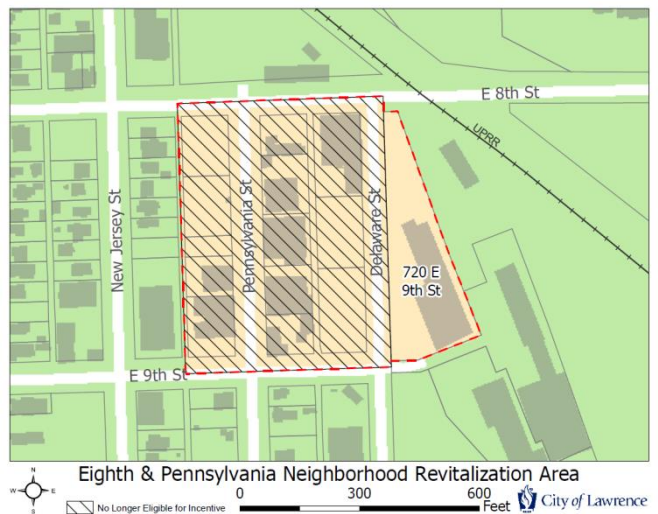 E 8th St
UPRR
New Jersey St
Pennsylvania St
Delaware St
720 E
9th St
E 9th St
Eighth & Pennsylvania Neighborhood Revitalization Area
N
W E
S
No Longer Eligible for Incentive
0 300 600
Feet
City of Lawrence